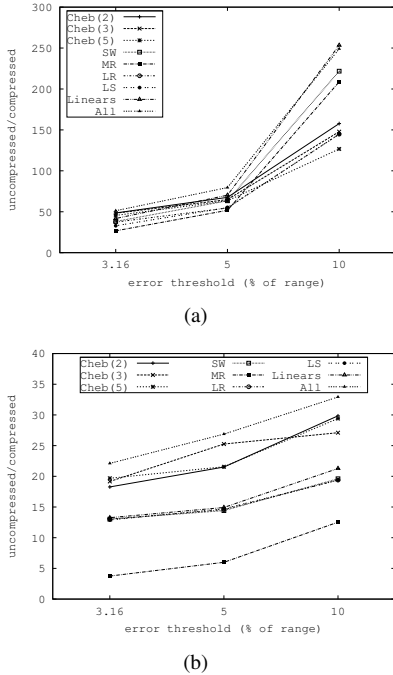 300
250
200
150
100
50
0
uncompressed/compressed
Cheb(2)
Cheb(3)
Cheb(5)
SW
MR
LR
LS
Linears
All
3.16
5
10
error threshold (% of range)
(a)
40
35
30
25
20
15
10
5
0
uncompressed/compressed
Cheb(2)
Cheb(3)
Cheb(5)
SW
MR
LR
LS
Linears
All
3.16
5
10
error threshold (% of range)
(b)